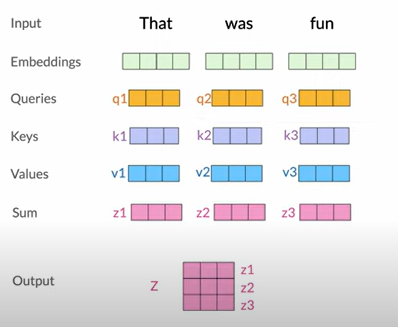 Input That was fun
Embeddings
Queries q1 q2 q3
Keys k1 k2 k3
Values v1 v2 v3
Sum z1 z2 z3
z1
Output Z z2
z3